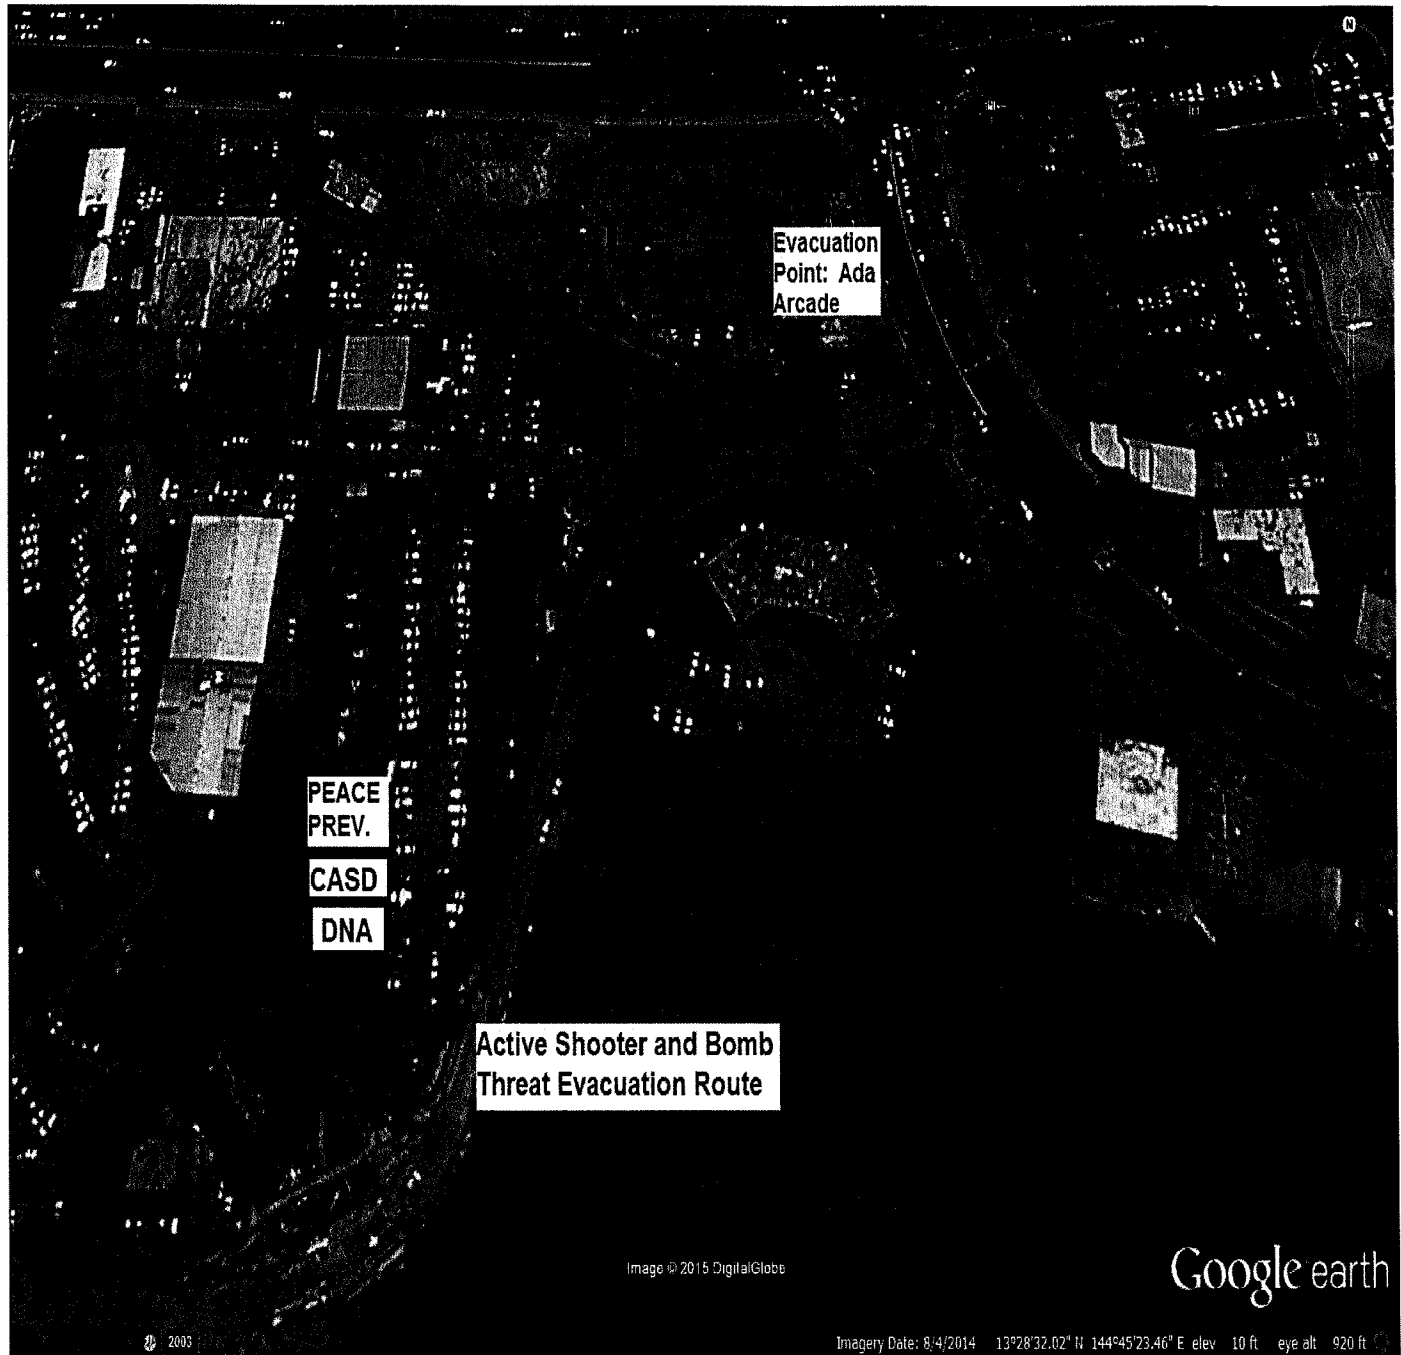 N
Evacuation
Point: Ada
Arcade
PEACE
PREV.
CASD
DNA
Active Shooter and Bomb
Threat Evacuation Route
Image © 2015 DigitalGlobe
Google earth
2003
Imagery Date: 8/4/2014 13°28'32.02" N 144°45'23.46" E elev 10 ft eye alt 920 ft